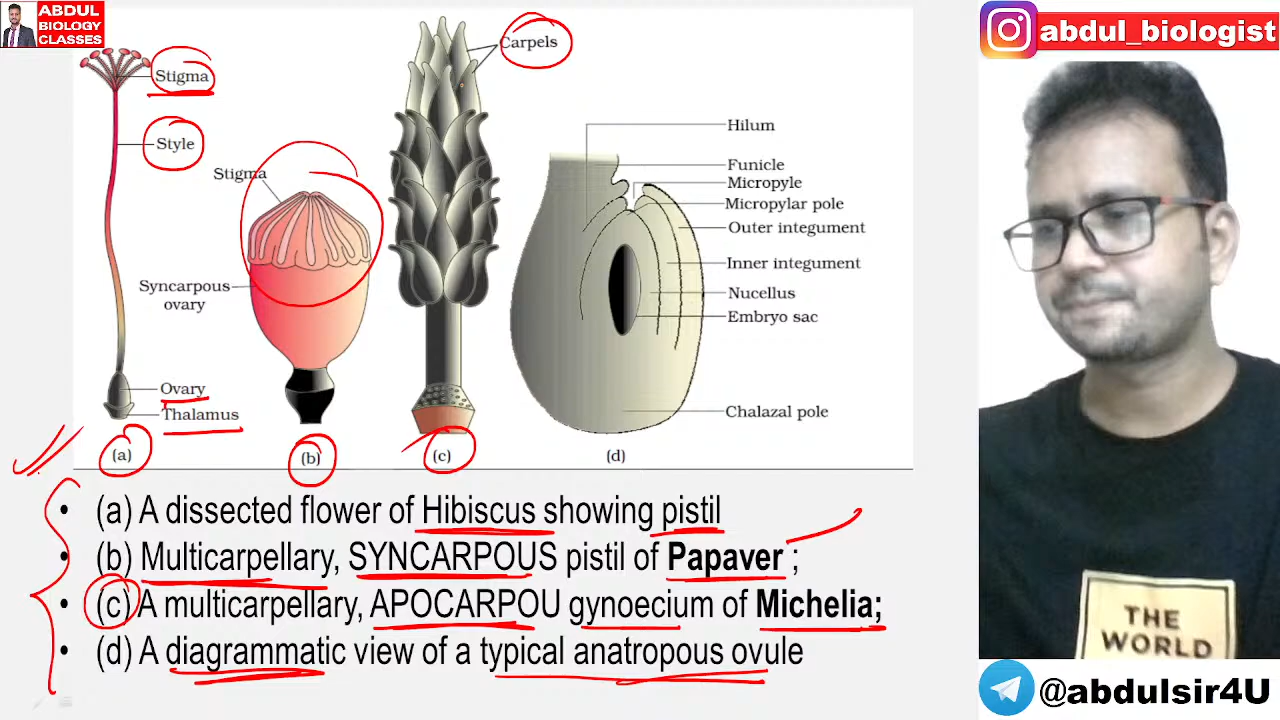 ABDUL
BIOLOGY
CLASSES
abdul_biologist
Stigma
Style
Ovary
Thalamus
(a)
Stigma
Syncarpous
ovary
(b)
Carpels
(c)
Hilum
Funicle
Micropyle
Micropylar pole
Outer integument
Inner integument
Nucellus
Embryo sac
Chalazal pole
(d)
• (a) A dissected flower of Hibiscus showing pistil
• (b) Multicarpellary, SYNCARPOUS pistil of Papaver ;
• (c) A multicarpellary, APOCARPOU gynoecium of Michelia;
• (d) A diagrammatic view of a typical anatropous ovule
THE
WORLD
@abdulsir4U